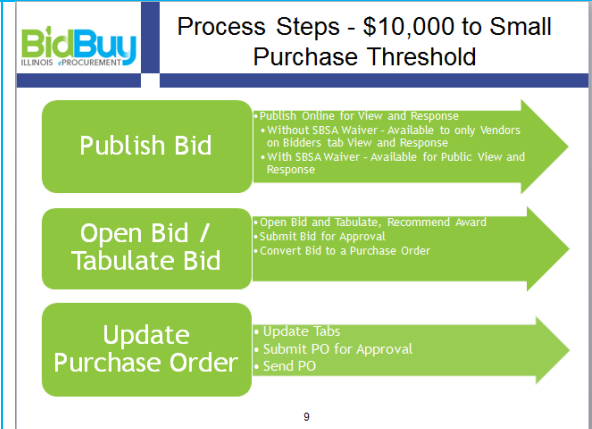 Process Steps - $10,000 to Small
Purchase Threshold
BidBuy
ILLINOIS ePROCUREMENT
Publish Bid
•Publish Online for View and Response
•Without SBSA Waiver - Available to only Vendors
on Bidders tab View and Response
•With SBSA Waiver - Available for Public View and
Response
Open Bid /
Tabulate Bid
•Open Bid and Tabulate, Recommend Award
•Submit Bid for Approval
•Convert Bid to a Purchase Order
Update
Purchase Order
• Update Tabs
• Submit PO for Approval
• Send PO
9